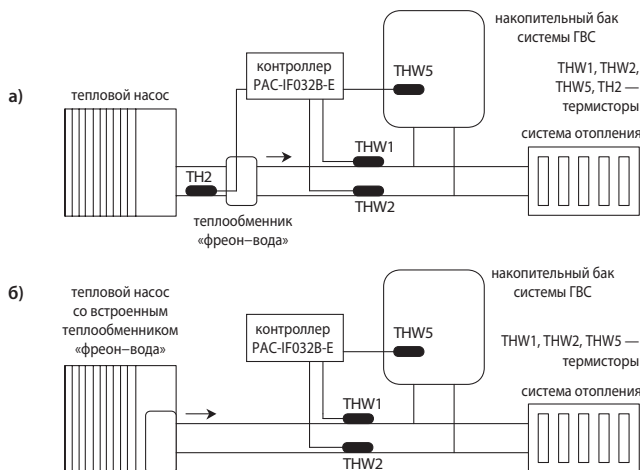 а)
тепловой насос
контроллер
PAC-IF032B-E
THW5
накопительный бак
системы ГВС
THW1, THW2,
THW5, TH2 —
термисторы
система отопления
TH2
THW1
THW2
теплообменник
«фреон–вода»
б)
тепловой насос
со встроенным
теплообменником
«фреон–вода»
контроллер
PAC-IF032B-E
THW5
накопительный бак
системы ГВС
THW1, THW2, THW5 —
термисторы
система отопления
THW1
THW2